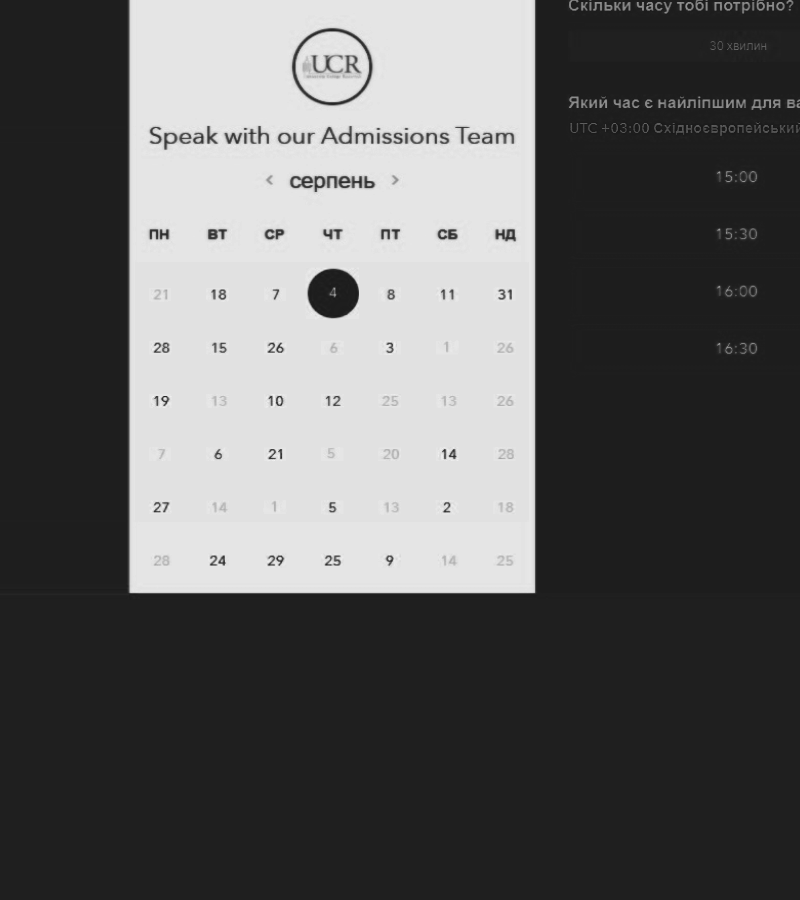 UCR
Speak with our Admissions Team
< серпень >
ПН ВТ СР ЧТ ПТ СБ НД
21 18 7 4 8 11 31
28 15 26 6 3 1 26
19 13 10 12 25 13 26
7 6 21 5 20 14 28
27 14 1 5 13 2 18
28 24 29 25 9 14 25
Скільки часу тобі потрібно?
30 хвилин
Який час є найліпшим для ва
UTC +03:00 Східноєвропейський
15:00
15:30
16:00
16:30